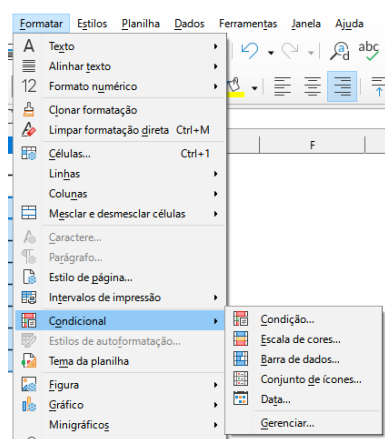 Formatar Estilos Planilha Dados Ferramentas Janela Ajuda
Texto
Alinhar texto
12 Formato numérico
Clonar formatação
Limpar formatação direta Ctrl+M
Células... Ctrl+1
F
Linhas
Colunas
Mesclar e desmesclar células
Caractere...
Parágrafo...
Estilo de página...
Intervalos de impressão
Condicional
Condição...
Estilos de autoformatação...
Escala de cores...
Tema da planilha
Barra de dados...
Conjunto de ícones...
Figura
Data...
Gráfico
Minigráficos
Gerenciar...